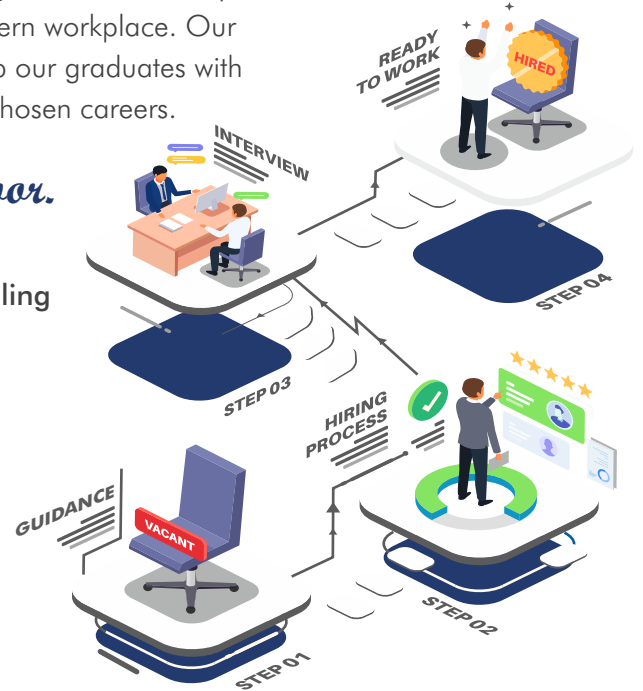 ern workplace. Our
our graduates with
hosen careers.
or.
ling
READY
TO WORK
HIRED
INTERVIEW
STEP 04
STEP 03
HIRING
PROCESS
GUIDANCE
VACANT
STEP 02
STEP 01